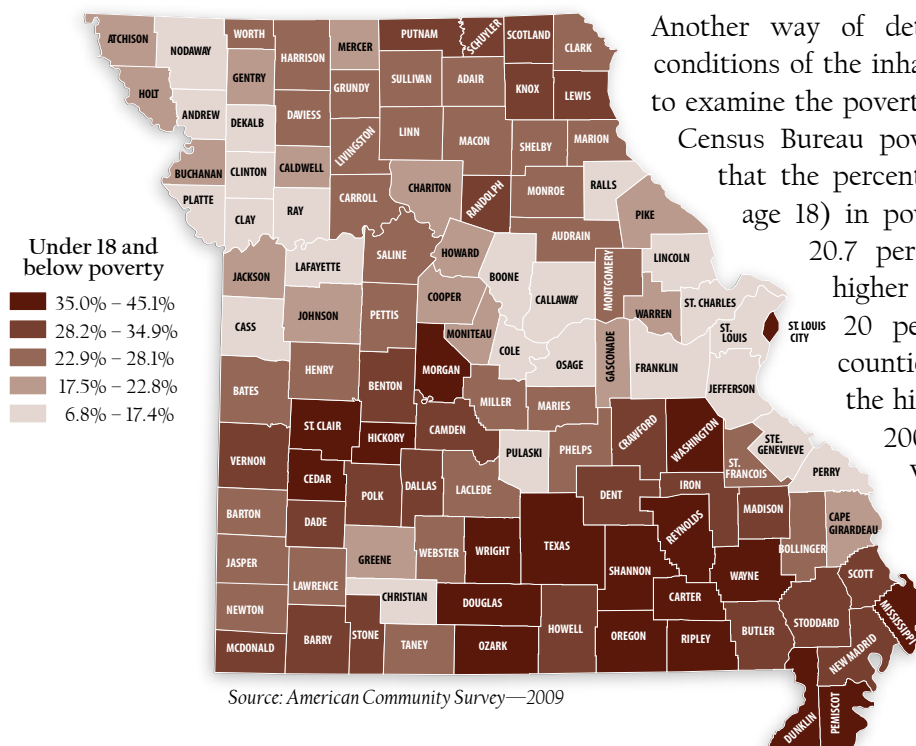 Another way of det
conditions of the inha
to examine the povert
Census Bureau pov
that the percent
age 18) in po
20.7 perc
higher
20 pe
countie
the hi
200
Under 18 and
below poverty
35.0% – 45.1%
28.2% – 34.9%
22.9% – 28.1%
17.5% – 22.8%
6.8% – 17.4%
ATCHISON
NODAWAY
WORTH
HARRISON
MERCER
PUTNAM
SCHUYLER
SCOTLAND
CLARK
HOLT
GENTRY
GRUNDY
SULLIVAN
ADAIR
KNOX
LEWIS
ANDREW
DEKALB
DAVIESS
LIVINGSTON
LINN
MACON
SHELBY
MARION
BUCHANAN
CLINTON
CALDWELL
CARROLL
CHARITON
RANDOLPH
MONROE
RALLS
PLATTE
CLAY
RAY
PIKE
JACKSON
LAFAYETTE
SALINE
HOWARD
BOONE
AUDRAIN
MONTGOMERY
LINCOLN
CASS
JOHNSON
PETTIS
COOPER
MONITEAU
CALLAWAY
WARREN
ST. CHARLES
ST.
LOUIS
ST. LOUIS
CITY
COLE
OSAGE
GASCONADE
FRANKLIN
JEFFERSON
BATES
HENRY
BENTON
MORGAN
MILLER
MARIES
ST. CLAIR
HICKORY
CAMDEN
PULASKI
PHELPS
CRAWFORD
WASHINGTON
ST.
FRANCOIS
STE.
GENEVIEVE
PERRY
VERNON
CEDAR
POLK
DALLAS
LACLEDE
DENT
IRON
REYNOLDS
MADISON
BOLLINGER
CAPE
GIRARDEAU
BARTON
DADE
JASPER
GREENE
WEBSTER
WRIGHT
TEXAS
SHANNON
WAYNE
SCOTT
LAWRENCE
NEWTON
CHRISTIAN
DOUGLAS
CARTER
STODDARD
MISSISSIPPI
MCDONALD
BARRY
STONE
TANEY
OZARK
HOWELL
OREGON
RIPLEY
BUTLER
NEW MADRID
DUNKLIN
PEMISCOT
Source: American Community Survey—2009